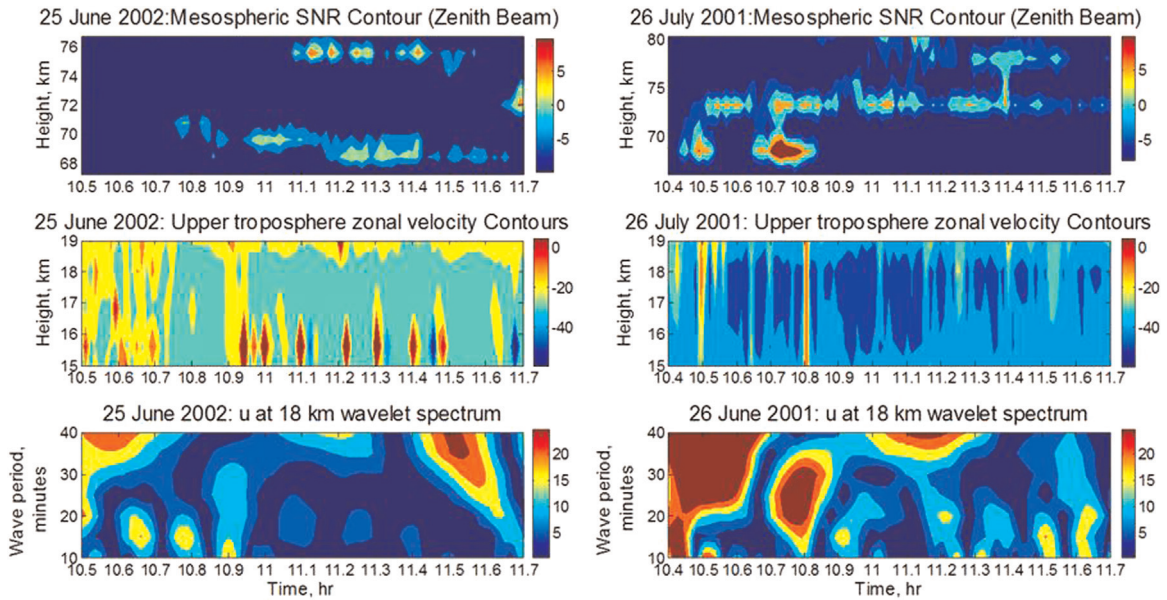 25 June 2002:Mesospheric SNR Contour (Zenith Beam)
Height, km
76
74
72
70
68
10.5 10.6 10.7 10.8 10.9 11 11.1 11.2 11.3 11.4 11.5 11.6 11.7
5
0
-5
26 July 2001:Mesospheric SNR Contour (Zenith Beam)
Height, km
80
75
70
10.4 10.5 10.6 10.7 10.8 10.9 11 11.1 11.2 11.3 11.4 11.5 11.6 11.7
5
0
-5
25 June 2002: Upper troposphere zonal velocity Contours
Height, km
19
18
17
16
15
10.5 10.6 10.7 10.8 10.9 11 11.1 11.2 11.3 11.4 11.5 11.6 11.7
0
-20
-40
26 July 2001: Upper troposphere zonal velocity Contours
Height, km
19
18
17
16
15
10.4 10.5 10.6 10.7 10.8 10.9 11 11.1 11.2 11.3 11.4 11.5 11.6 11.7
0
-20
-40
25 June 2002: u at 18 km wavelet spectrum
Wave period,
minutes
40
30
20
10
10.5 10.6 10.7 10.8 10.9 11 11.1 11.2 11.3 11.4 11.5 11.6 11.7
Time, hr
20
15
10
5
26 June 2001: u at 18 km wavelet spectrum
Wave period,
minutes
40
30
20
10
10.4 10.5 10.6 10.7 10.8 10.9 11 11.1 11.2 11.3 11.4 11.5 11.6 11.7
Time, hr
20
15
10
5